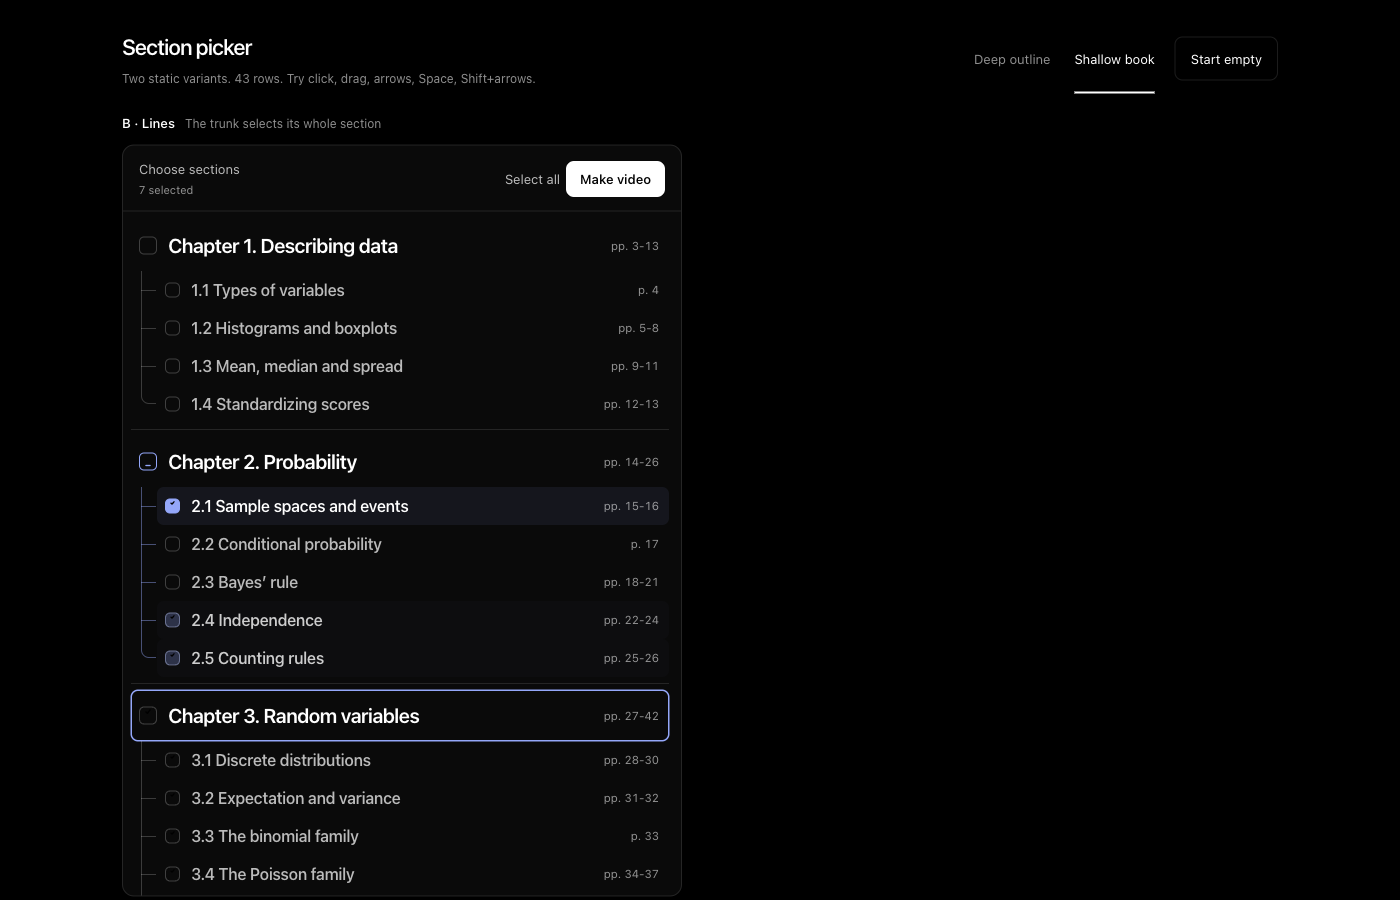 Section picker
Two static variants. 43 rows. Try click, drag, arrows, Space, Shift+arrows.
Deep outline
Shallow book
Start empty
B · Lines The trunk selects its whole section
Choose sections
7 selected
Select all
Make video
Chapter 1. Describing data pp. 3-13
1.1 Types of variables p. 4
1.2 Histograms and boxplots pp. 5-8
1.3 Mean, median and spread pp. 9-11
1.4 Standardizing scores pp. 12-13
Chapter 2. Probability pp. 14-26
2.1 Sample spaces and events pp. 15-16
2.2 Conditional probability p. 17
2.3 Bayes’ rule pp. 18-21
2.4 Independence pp. 22-24
2.5 Counting rules pp. 25-26
Chapter 3. Random variables pp. 27-42
3.1 Discrete distributions pp. 28-30
3.2 Expectation and variance pp. 31-32
3.3 The binomial family p. 33
3.4 The Poisson family pp. 34-37